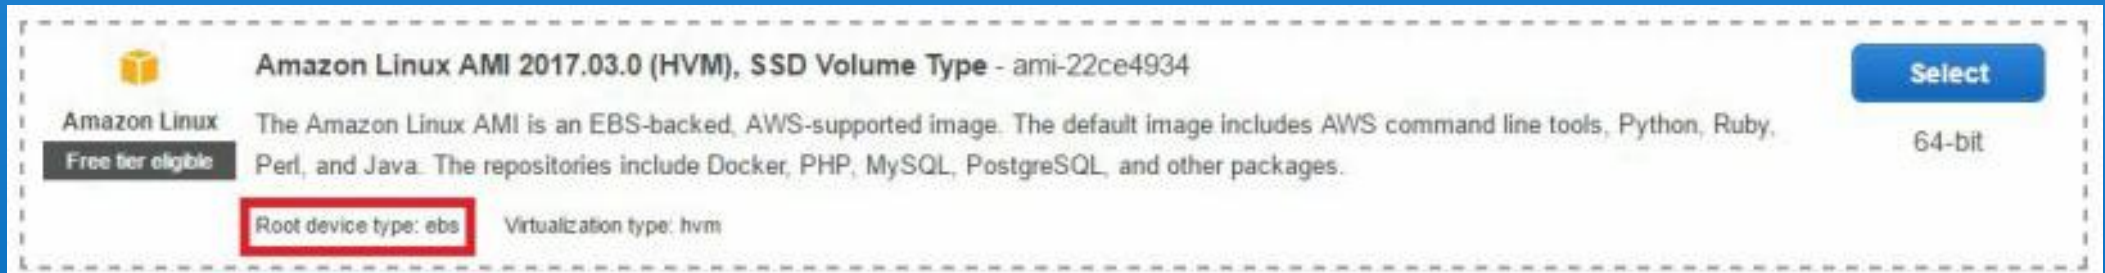 Amazon Linux AMI 2017.03.0 (HVM), SSD Volume Type - ami-22ce4934
Select
Amazon Linux
Free tier eligible
The Amazon Linux AMI is an EBS-backed, AWS-supported image. The default image includes AWS command line tools, Python, Ruby,
Perl, and Java. The repositories include Docker, PHP, MySQL, PostgreSQL, and other packages.
64-bit
Root device type: ebs
Virtualization type: hvm